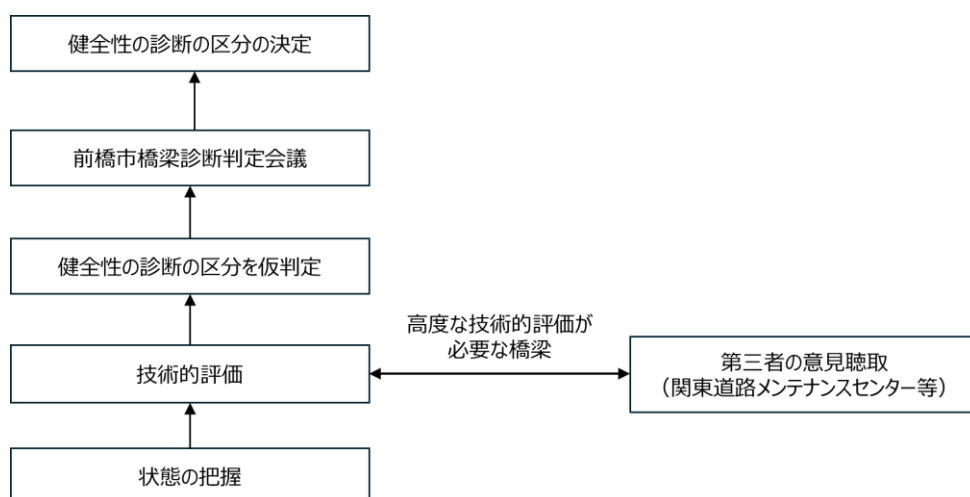 健全性の診断の区分の決定
前橋市橋梁診断判定会議
健全性の診断の区分を仮判定
高度な技術的評価が
必要な橋梁
技術的評価
第三者の意見聴取
（関東道路メンテナンスセンター等）
状態の把握